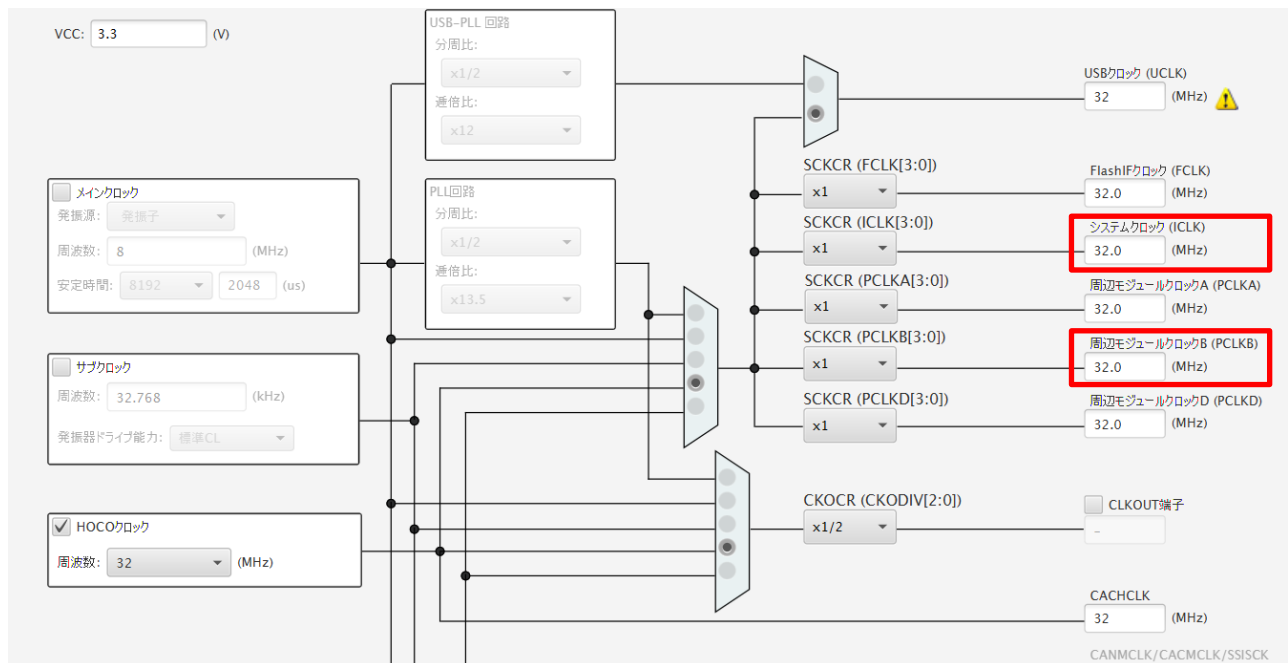 VCC: 3.3 (V)
USB-PLL 回路
分周比:
x1/2
逓倍比:
x12
USBクロック (UCLK)
32 (MHz)
メインクロック
発振源: 発振子
周波数: 8 (MHz)
安定時間: 8192 2048 (us)
PLL回路
分周比:
x1/2
逓倍比:
x13.5
SCKCR (FCLK[3:0])
x1
FlashIFクロック (FCLK)
32.0 (MHz)
SCKCR (ICLK[3:0])
x1
システムクロック (ICLK)
32.0 (MHz)
SCKCR (PCLKA[3:0])
x1
周辺モジュールクロックA (PCLKA)
32.0 (MHz)
SCKCR (PCLKB[3:0])
x1
周辺モジュールクロックB (PCLKB)
32.0 (MHz)
サブクロック
周波数: 32.768 (kHz)
発振器ドライブ能力: 標準CL
SCKCR (PCLKD[3:0])
x1
周辺モジュールクロックD (PCLKD)
32.0 (MHz)
HOCOクロック
周波数: 32 (MHz)
CKOCR (CKODIV[2:0])
x1/2
CLKOUT端子
-
CACHCLK
32 (MHz)
CANMCLK/CACMCLK/SSISCK